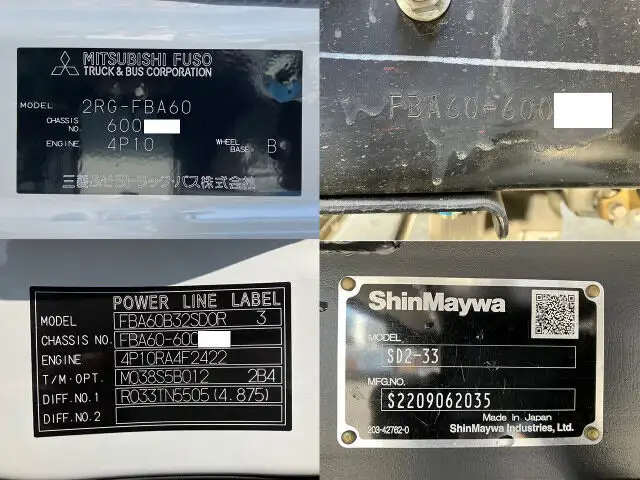 MITSUBISHI FUSO
TRUCK & BUS CORPORATION
MODEL 2RG-FBA60
CHASSIS NO. 600
ENGINE 4P10 WHEEL BASE B
三菱ふそうトラック・バス株式会社
FBA60-600
POWER LINE LABEL
MODEL FBA60B32SDOR 3
CHASSIS NO. FBA60-600
ENGINE 4P10RA4F2422
T/M・OPT. M038S5B012 2B4
DIFF.NO.1 R033TN5505(4.875)
DIFF.NO.2
ShinMaywa
MODEL
SD2-33
MFG.NO.
S2209062035
Made in Japan
203-42762-0 ShinMaywa Industries, Ltd.